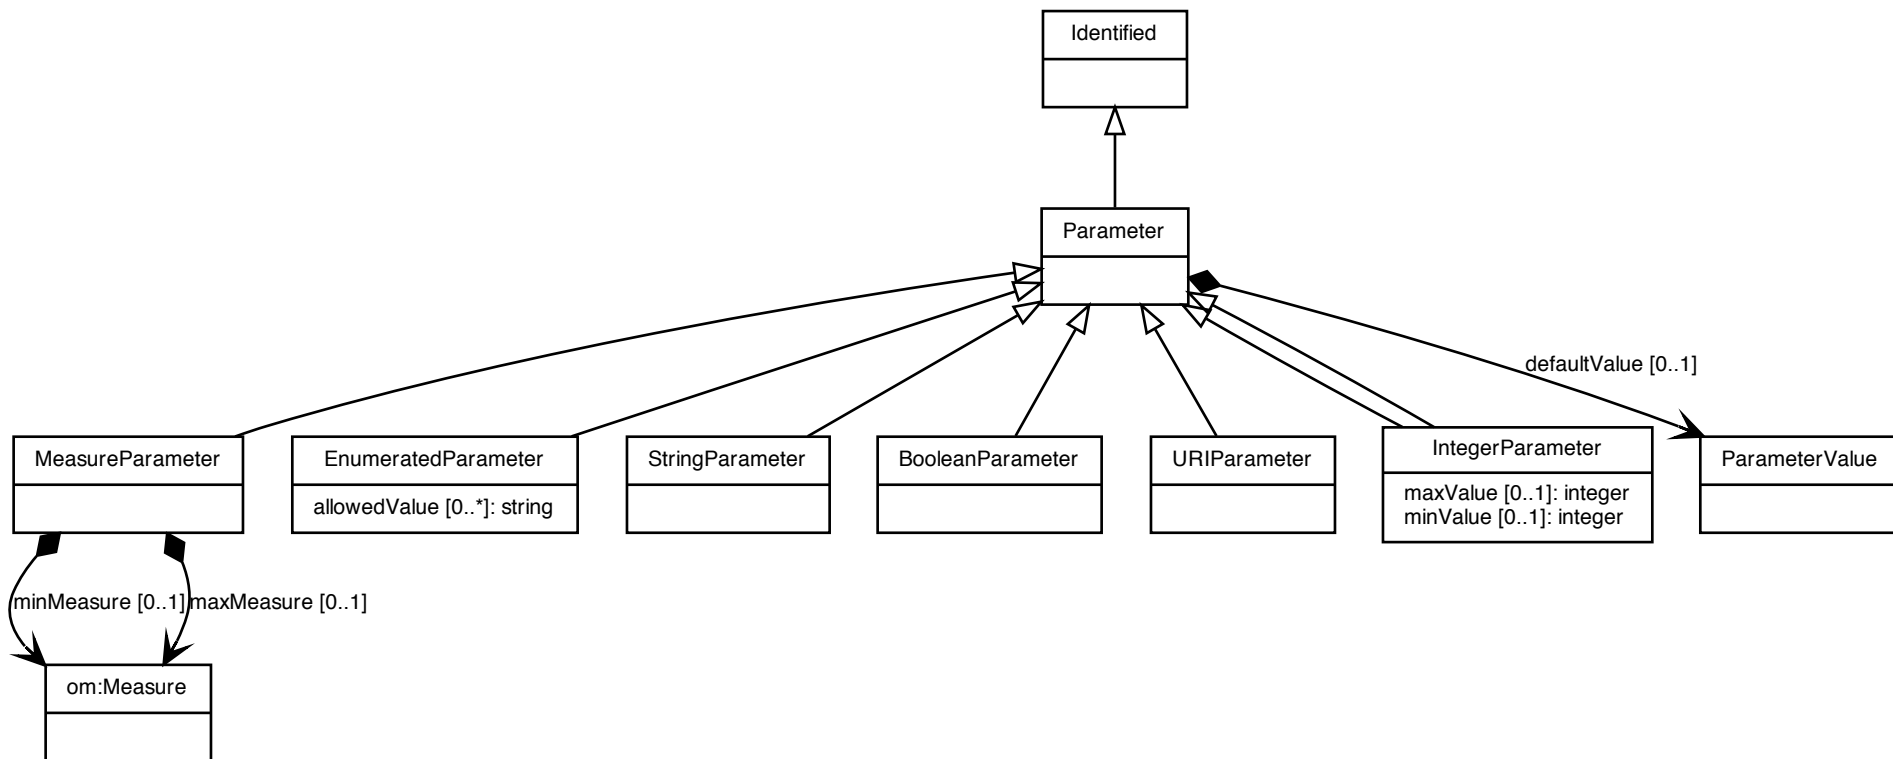 Identified
Parameter
defaultValue [0..1]
MeasureParameter
EnumeratedParameter
allowedValue [0..*]: string
StringParameter
BooleanParameter
URIParameter
IntegerParameter
maxValue [0..1]: integer
minValue [0..1]: integer
ParameterValue
minMeasure [0..1]
maxMeasure [0..1]
om:Measure